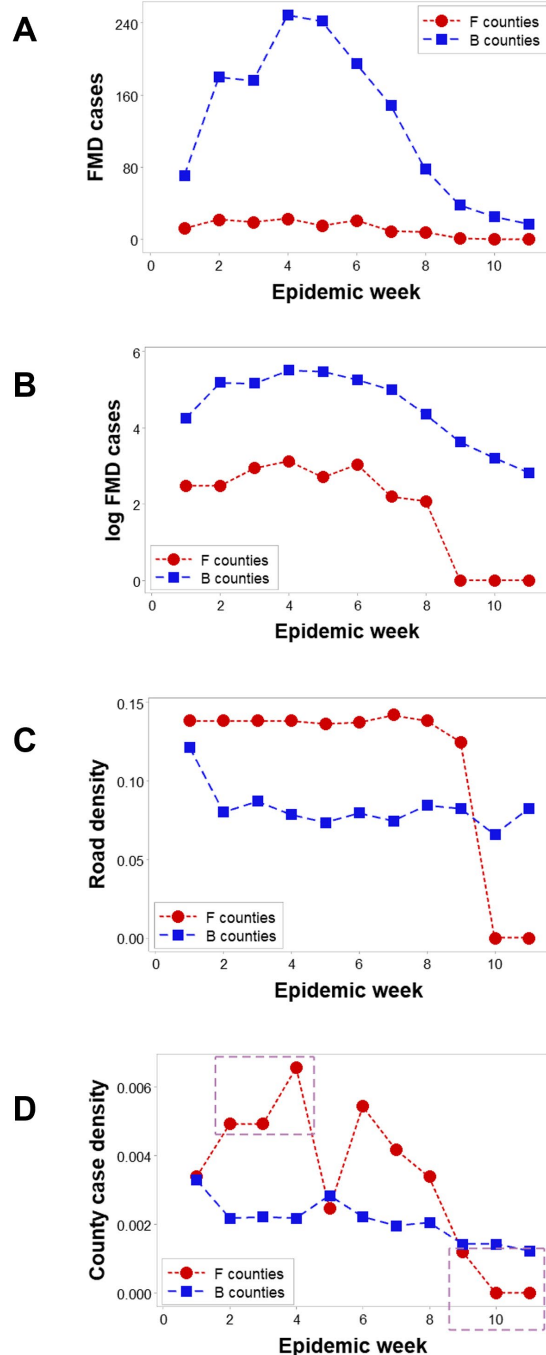 A
FMD cases
240
160
80
0
F counties
B counties
0 2 4 6 8 10
Epidemic week
B
log FMD cases
6
4
2
0
F counties
B counties
0 2 4 6 8 10
Epidemic week
C
Road density
0.15
0.10
0.05
0.00
F counties
B counties
0 2 4 6 8 10
Epidemic week
D
County case density
0.006
0.004
0.002
0.000
F counties
B counties
0 2 4 6 8 10
Epidemic week